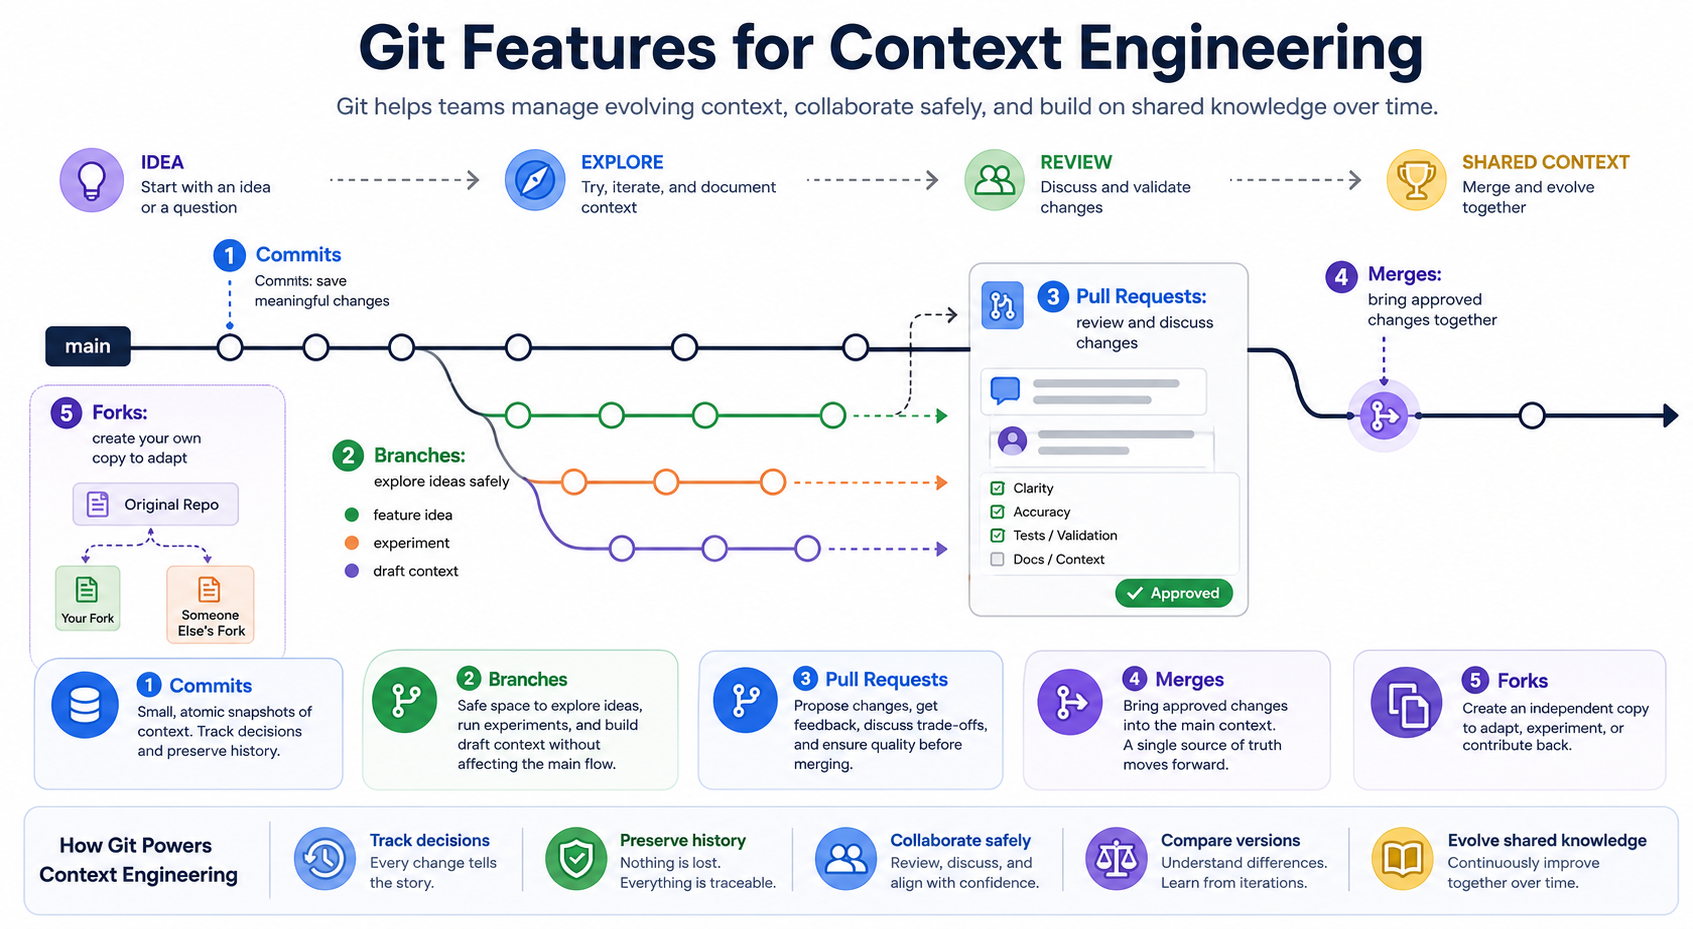 Git Features for Context Engineering
Git helps teams manage evolving context, collaborate safely, and build on shared knowledge over time.
IDEA
Start with an idea
or a question
EXPLORE
Try, iterate, and document
context
REVIEW
Discuss and validate
changes
SHARED CONTEXT
Merge and evolve
together
1 Commits
Commits: save
meaningful changes
main
3 Pull Requests:
review and discuss
changes
Clarity
Accuracy
Tests / Validation
Docs / Context
Approved
4 Merges:
bring approved
changes together
5 Forks:
create your own
copy to adapt
Original Repo
Your Fork
Someone
Else's Fork
2 Branches:
explore ideas safely
feature idea
experiment
draft context
1 Commits
Small, atomic snapshots of
context. Track decisions
and preserve history.
2 Branches
Safe space to explore ideas,
run experiments, and build
draft context without
affecting the main flow.
3 Pull Requests
Propose changes, get
feedback, discuss trade-offs,
and ensure quality before
merging.
4 Merges
Bring approved changes
into the main context.
A single source of truth
moves forward.
5 Forks
Create an independent copy
to adapt, experiment, or
contribute back.
How Git Powers
Context Engineering
Track decisions
Every change tells
the story.
Preserve history
Nothing is lost.
Everything is traceable.
Collaborate safely
Review, discuss, and
align with confidence.
Compare versions
Understand differences.
Learn from iterations.
Evolve shared knowledge
Continuously improve
together over time.